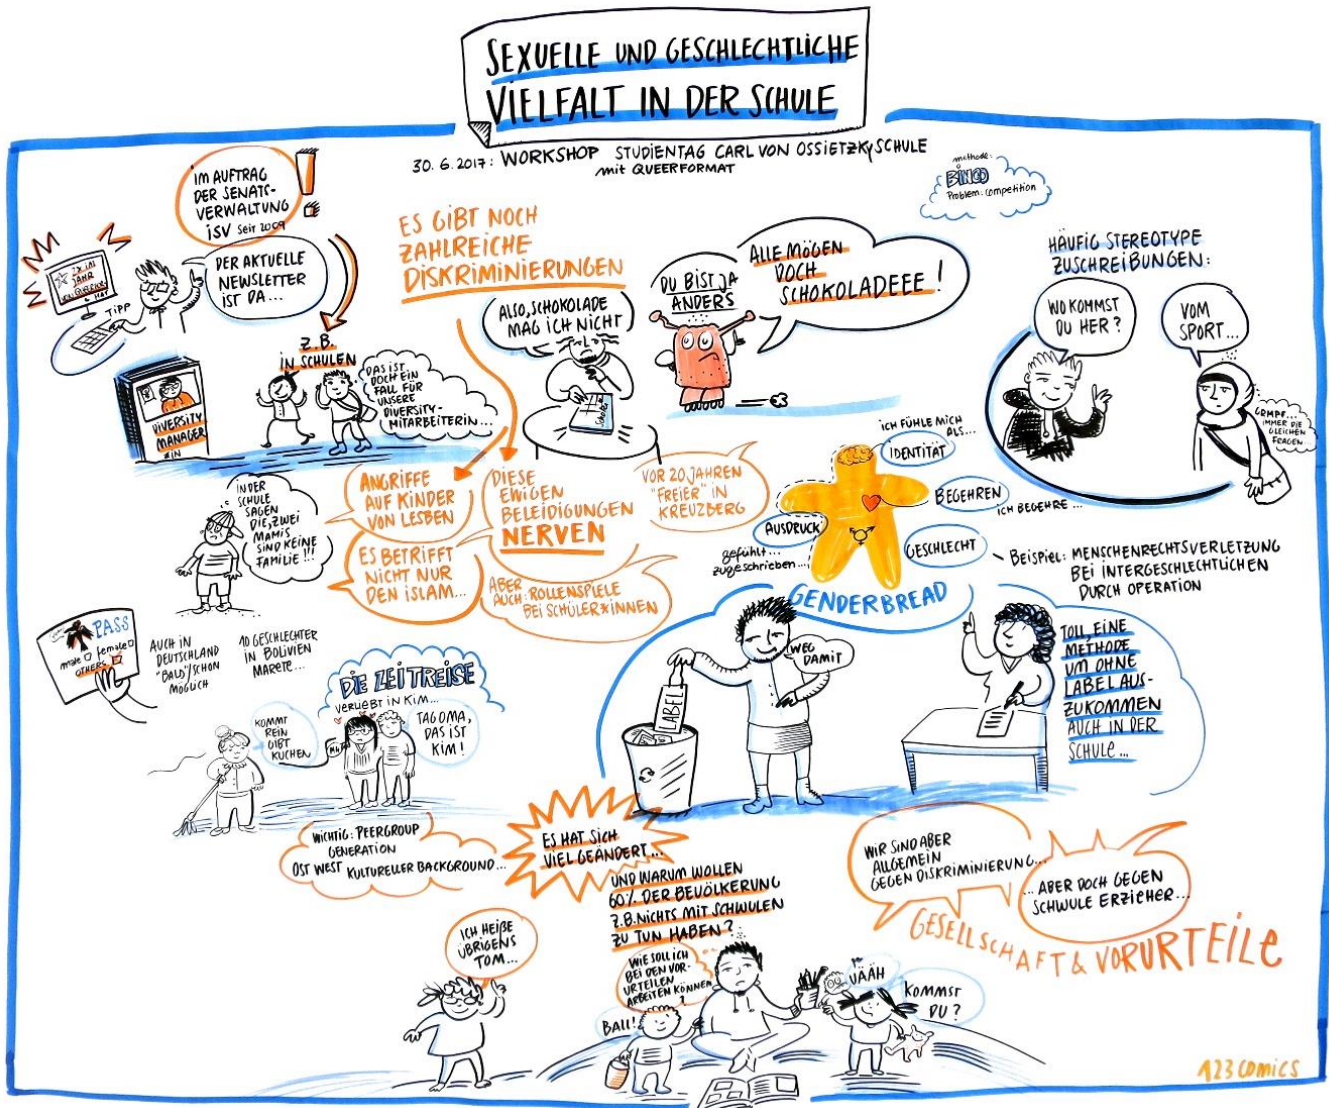 SEXUELLE UND GESCHLECHTLICHE
VIELFALT IN DER SCHULE
30. 6. 2017: WORKSHOP STUDIENTAG CARL VON OSSIETZKY SCHULE
mit QUEERFORMAT
methode:
BINGO
Problem: competition
IM AUFTRAG
DER SENATS-
VERWALTUNG
ISV Seit 2009
DER AKTUELLE
NEWSLETTER
IST DA...
JAHR
TIPP
DIVERSITY
MANAGER
*IN
Z.B.
IN SCHULEN
DAS IST
DOCH EIN
FALL FÜR
UNSERE
DIVERSITY-
MITARBEITERIN...
ES GIBT NOCH
ZAHLREICHE
DISKRIMINIERUNGEN
ALSO, SCHOKOLADE
MAG ICH NICHT
DU BIST JA
ANDERS
ALLE MÖGEN
DOCH
SCHOKOLADEEE!
HÄUFIG STEREOTYPE
ZUSCHREIBUNGEN:
WO KOMMST
DU HER?
VOM
SPORT...
GRMPF...
IMMER DIE
GLEICHEN
FRAGEN
IN DER
SCHULE
SAGEN
DIE, ZWEI
MAMIS
SIND KEINE
FAMILIE!!!
ANGRIFFE
AUF KINDER
VON LESBEN
ES BETRIFFT
NICHT NUR
DEN ISLAM...
DIESE
EWIGEN
BELEIDIGUNGEN
NERVEN
ABER
AUCH: ROLLENSPIELE
BEI SCHÜLER*INNEN
VOR 20 JAHREN
"FREIER" IN
KREUZBERG
ICH FÜHLE MICH
ALS...
IDENTITÄT
BEGEHREN
ICH BEGEHRE...
AUSDRUCK
gefühlt...
zugeschrieben...
GESCHLECHT
Beispiel: MENSCHENRECHTSVERLETZUNG
BEI INTERGESCHLECHTLICHEN
DURCH OPERATION
GENDERBREAD
PASS
male female
OTHERS
AUCH IN
DEUTSCHLAND
"BALD" SCHON
MÖGLICH
10 GESCHLECHTER
IN BOLIVIEN
DIE ZEITREISE
VERLIEBT IN KIM...
KOMMT
REIN
GIBT
KUCHEN
TAG OMA,
DAS IST
KIM!
WEG
DAMIT
LABEL
TOLL, EINE
METHODE
UM OHNE
LABEL AUS-
ZUKOMMEN
AUCH IN DER
SCHULE...
WICHTIG: PEERGROUP
GENERATION
OST WEST KULTURELLER BACKGROUND...
ES HAT SICH
VIEL GEÄNDERT...
UND WARUM WOLLEN
60% DER BEVÖLKERUNG
Z.B. NICHTS MIT SCHWULEN
ZU TUN HABEN?
WIR SIND ABER
ALLGEMEIN
GEGEN DISKRIMINIERUNG...
... ABER DOCH GEGEN
SCHWULE ERZIEHER...
GESELLSCHAFT & VORURTEILE
ICH HEIẞE
ÜBRIGENS
TOM...
WIE SOLL ICH
BEI DEN VOR-
URTEILEN
ARBEITEN KÖNNEN
?
BALL!
UÄÄH
KOMMST
DU?
123 comics